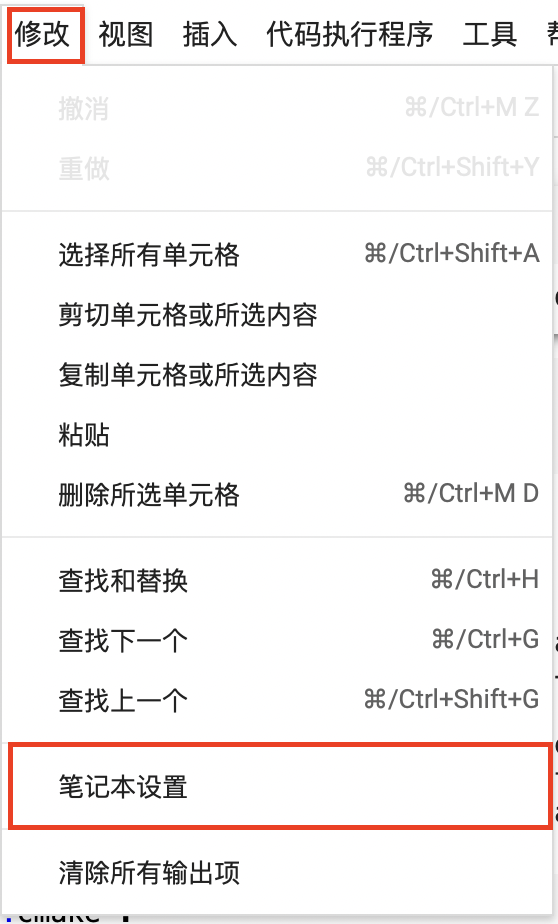 修改 视图 插入 代码执行程序 工具
撤消 ⌘/Ctrl+M Z
重做 ⌘/Ctrl+Shift+Y
选择所有单元格 ⌘/Ctrl+Shift+A
剪切单元格或所选内容
复制单元格或所选内容
粘贴
删除所选单元格 ⌘/Ctrl+M D
查找和替换 ⌘/Ctrl+H
查找下一个 ⌘/Ctrl+G
查找上一个 ⌘/Ctrl+Shift+G
笔记本设置
清除所有输出项